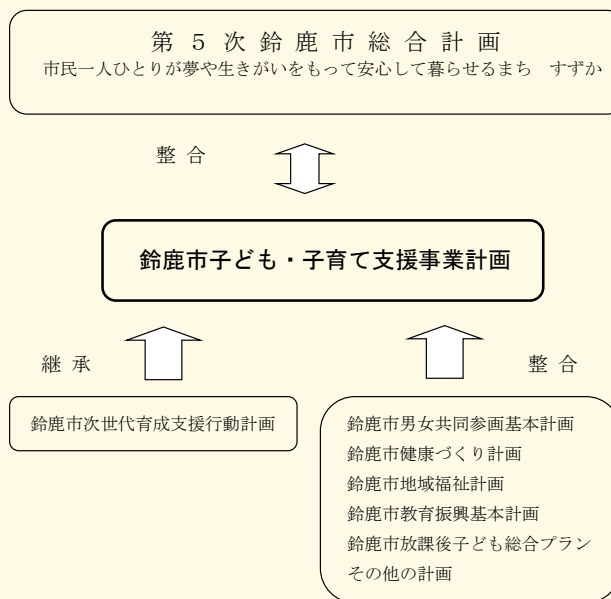 第５次鈴鹿市総合計画
市民一人ひとりが夢や生きがいをもって安心して暮らせるまち　すずか
整合
鈴鹿市子ども・子育て支援事業計画
継承
整合
鈴鹿市次世代育成支援行動計画
鈴鹿市男女共同参画基本計画
鈴鹿市健康づくり計画
鈴鹿市地域福祉計画
鈴鹿市教育振興基本計画
鈴鹿市放課後子ども総合プラン
その他の計画